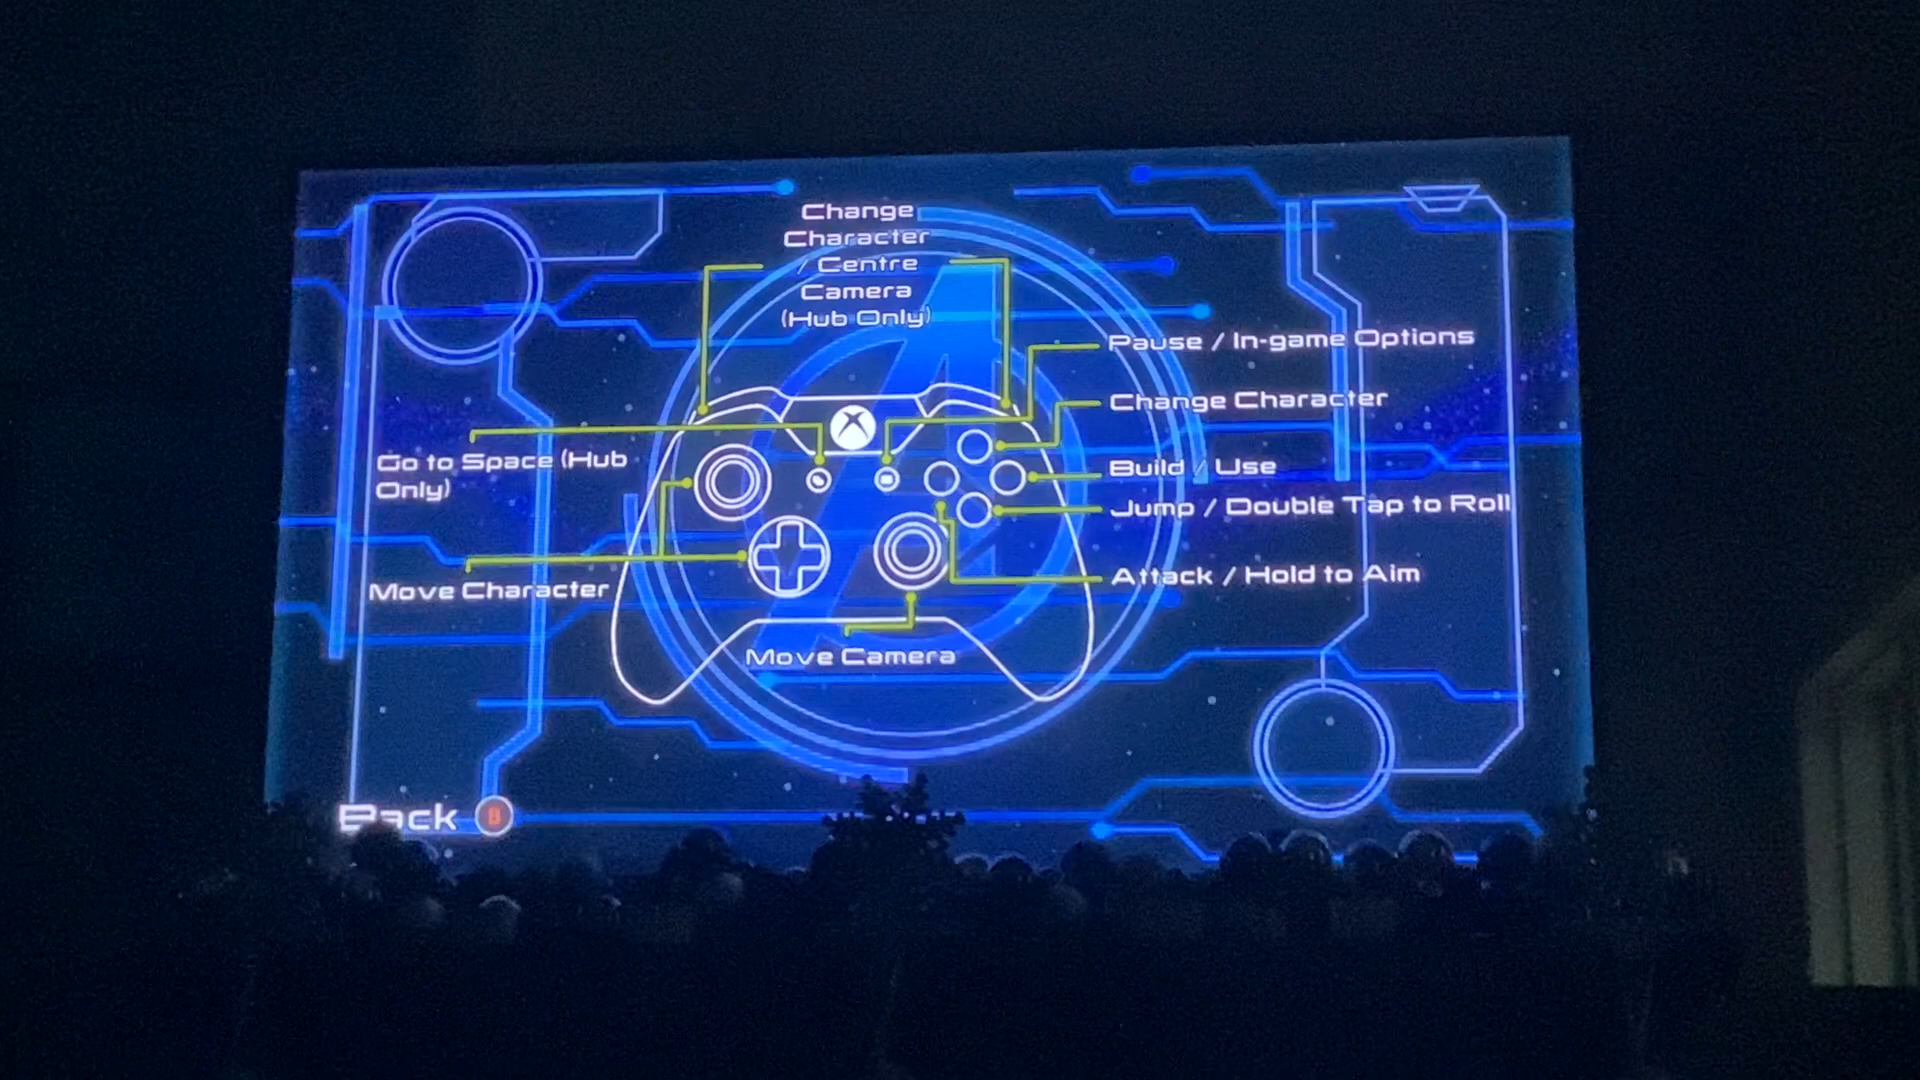 Change
Character
/ Centre
Camera
(Hub Only)
Pause / In-game Options
Change Character
Go to Space (Hub
Only)
Build / Use
Jump / Double Tap to Roll
Move Character
Attack / Hold to Aim
Move Camera
Back B